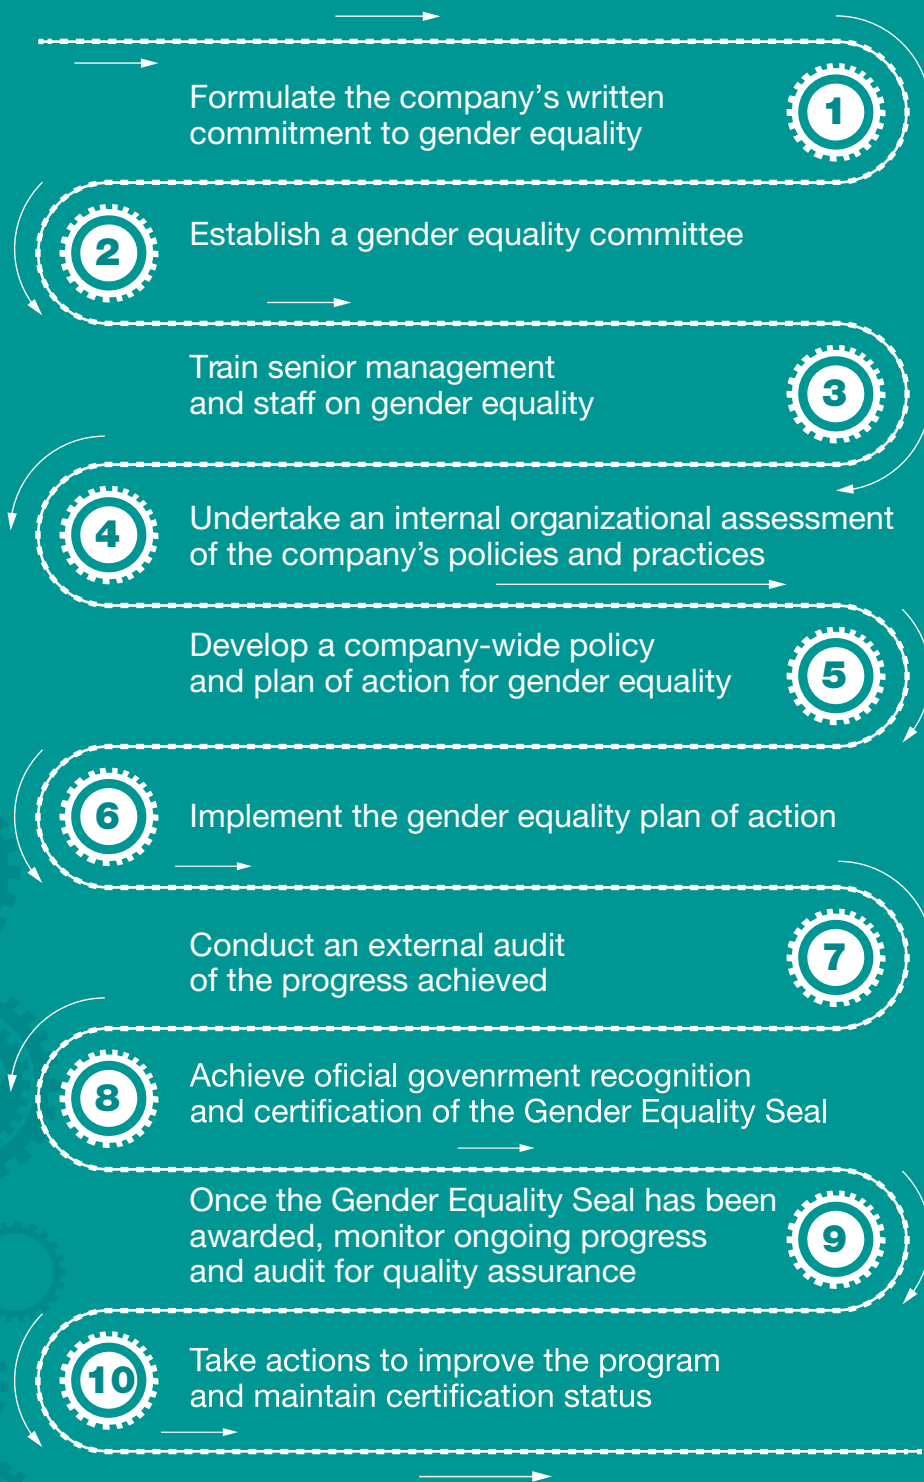 Formulate the company's written
commitment to gender equality
1
2
Establish a gender equality committee
Train senior management
and staff on gender equality
3
4
Undertake an internal organizational assessment
of the company's policies and practices
Develop a company-wide policy
and plan of action for gender equality
5
6
Implement the gender equality plan of action
Conduct an external audit
of the progress achieved
7
8
Achieve oficial govenrment recognition
and certification of the Gender Equality Seal
Once the Gender Equality Seal has been
awarded, monitor ongoing progress
and audit for quality assurance
9
10
Take actions to improve the program
and maintain certification status